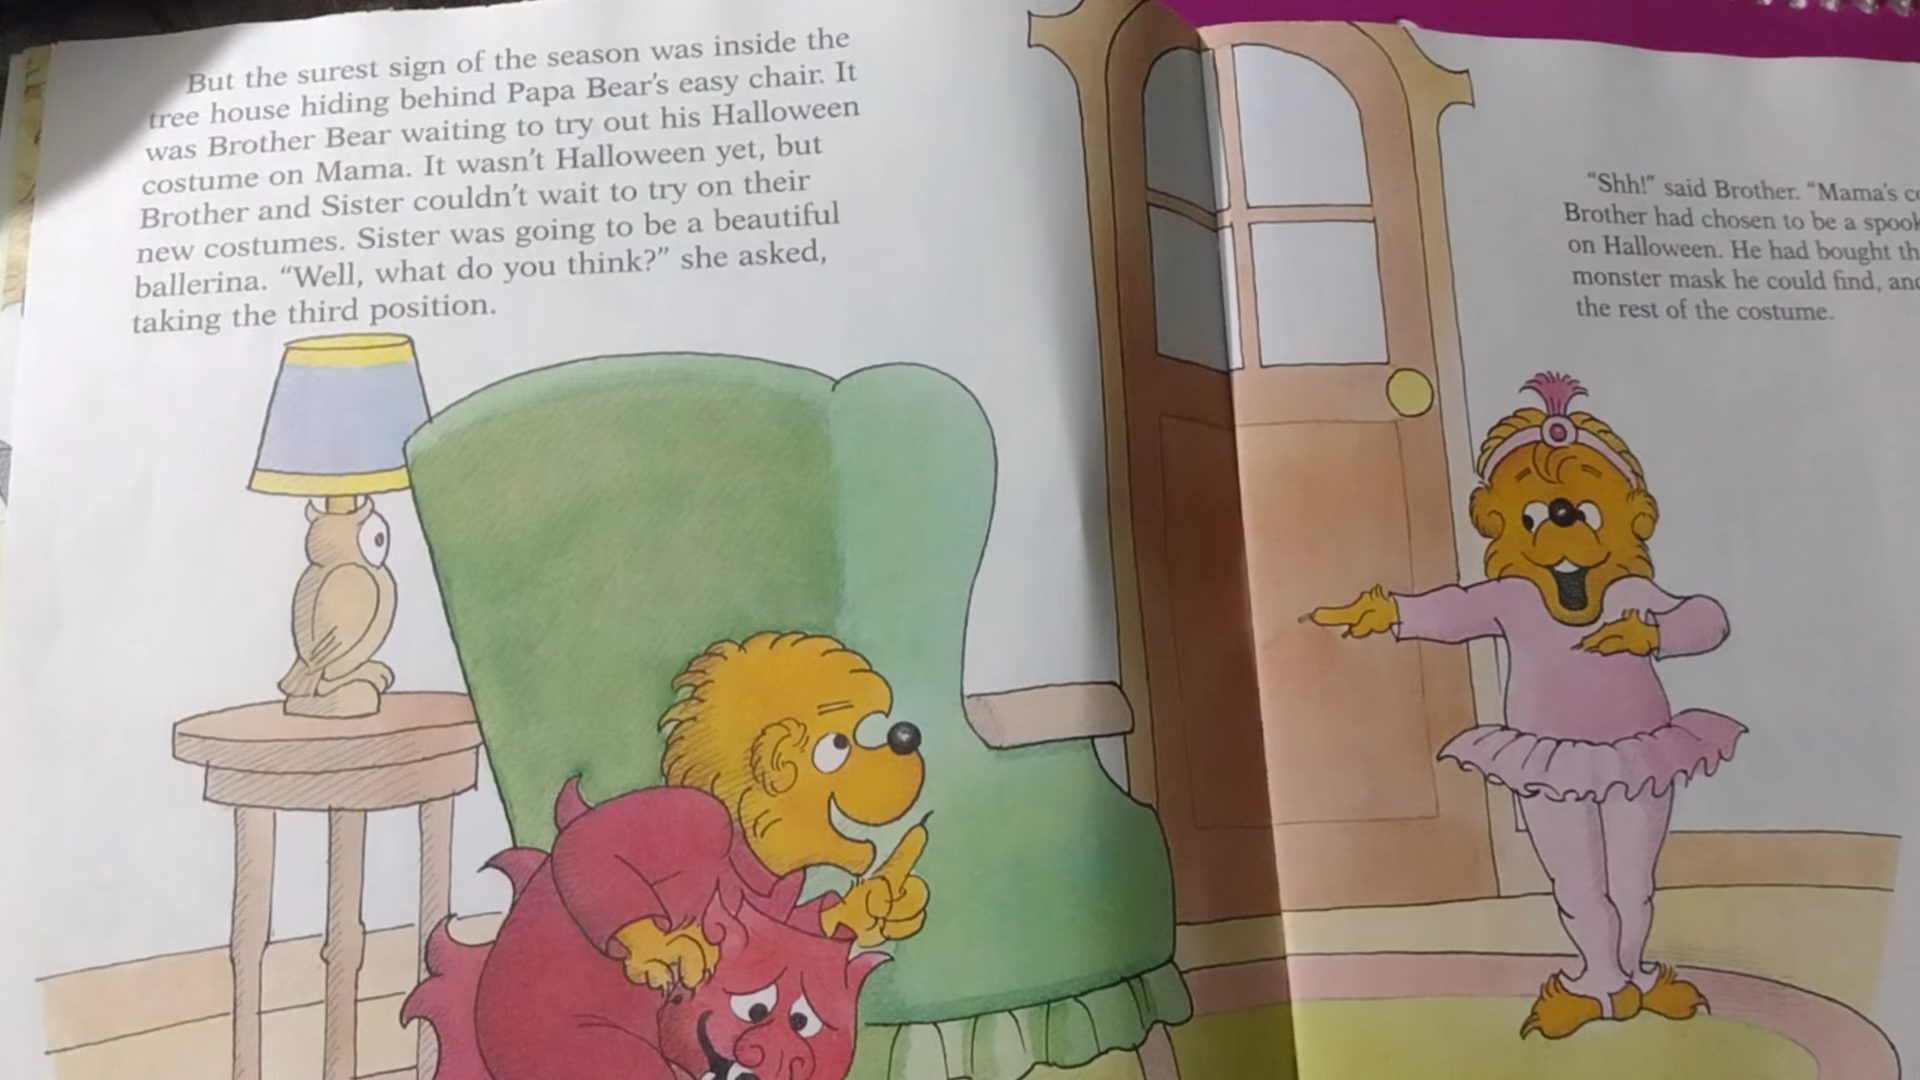 But the surest sign of the season was inside the
tree house hiding behind Papa Bear's easy chair. It
was Brother Bear waiting to try out his Halloween
costume on Mama. It wasn't Halloween yet, but
Brother and Sister couldn't wait to try on their
new costumes. Sister was going to be a beautiful
ballerina. “Well, what do you think?” she asked,
taking the third position.
“Shh!” said Brother. “Mama's
Brother had chosen to be a
on Halloween. He had bought
monster mask he could find,
the rest of the costume.